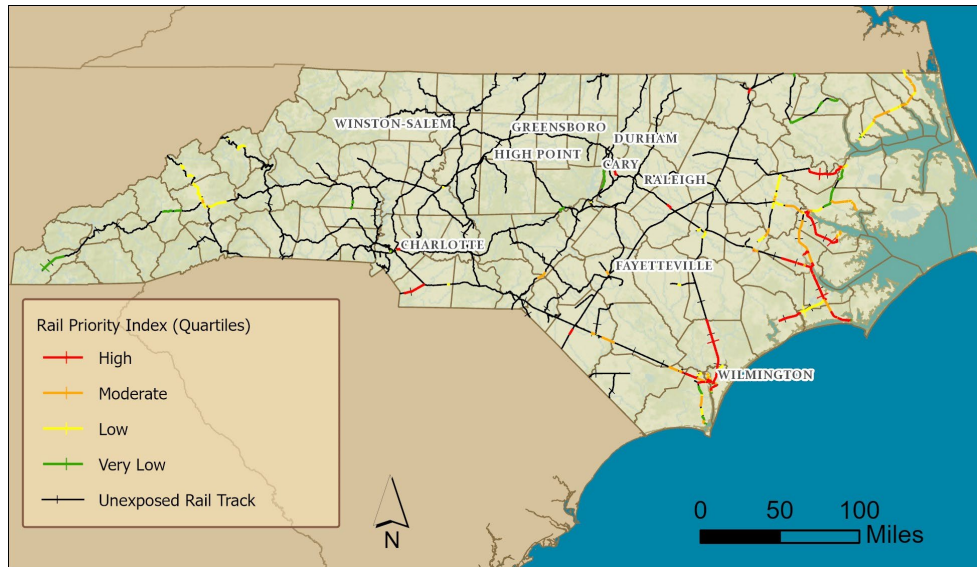 WINSTON-SALEM
GREENSBORO
DURHAM
HIGH POINT
CARY
RALEIGH
CHARLOTTE
FAYETTEVILLE
WILMINGTON
Rail Priority Index (Quartiles)
High
Moderate
Low
Very Low
Unexposed Rail Track
N
0 50 100
Miles